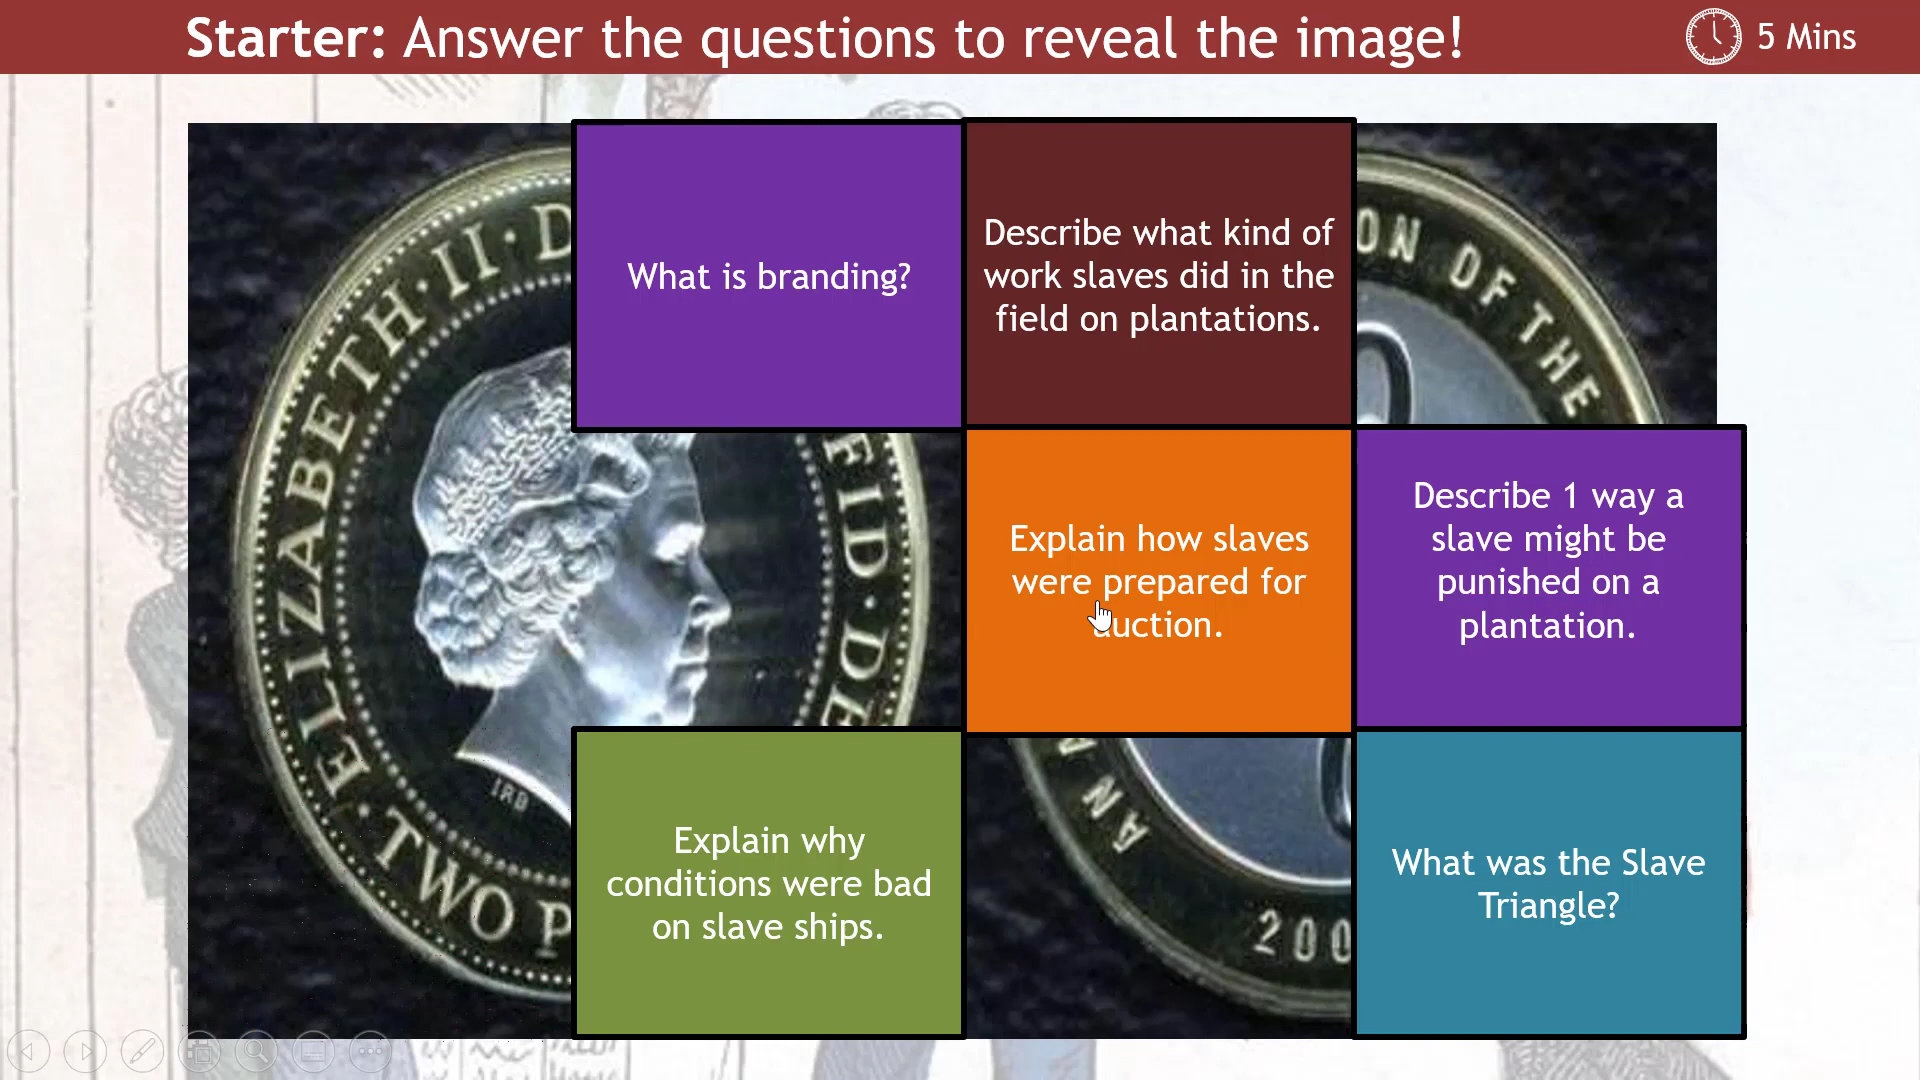 Starter: Answer the questions to reveal the image!
5 Mins
What is branding?
Describe what kind of
work slaves did in the
field on plantations.
Explain how slaves
were prepared for
auction.
Describe 1 way a
slave might be
punished on a
plantation.
Explain why
conditions were bad
on slave ships.
What was the Slave
Triangle?
ELIZABETH·II·D
FID·DE
TWO P
IRB
ON OF THE
AN A
200